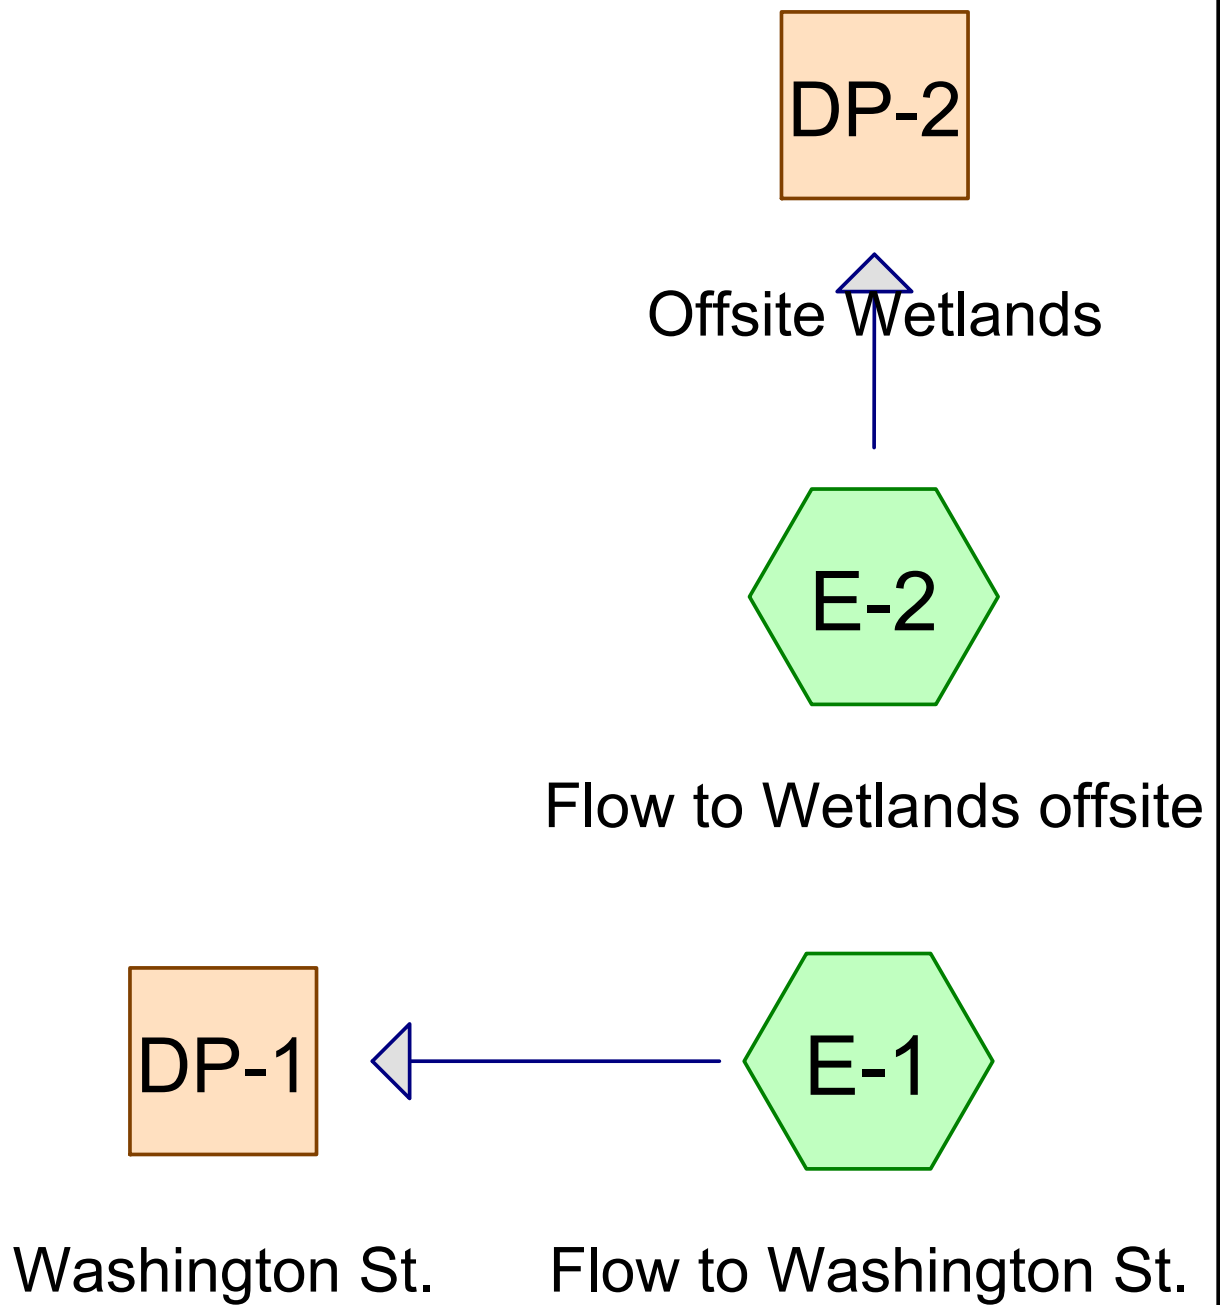 DP-2
Offsite Wetlands
E-2
Flow to Wetlands offsite
DP-1
E-1
Washington St.
Flow to Washington St.